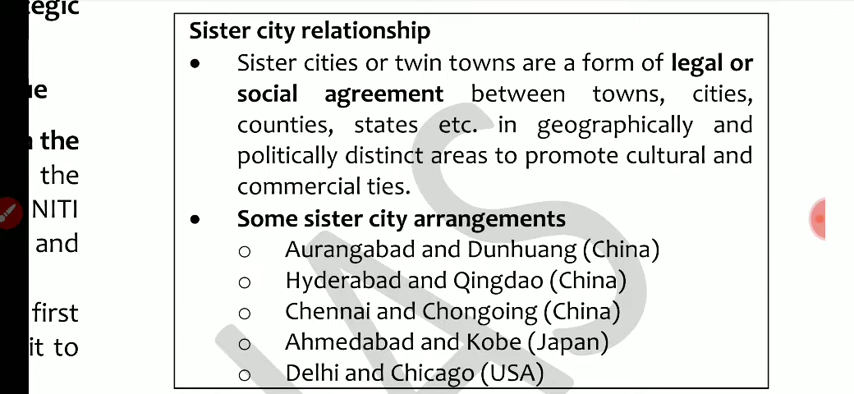 egic
ue
the
the
NITI
and
first
it to
Sister city relationship
• Sister cities or twin towns are a form of legal or
social agreement between towns, cities,
counties, states etc. in geographically and
politically distinct areas to promote cultural and
commercial ties.
• Some sister city arrangements
o Aurangabad and Dunhuang (China)
o Hyderabad and Qingdao (China)
o Chennai and Chongoing (China)
o Ahmedabad and Kobe (Japan)
o Delhi and Chicago (USA)
IAS